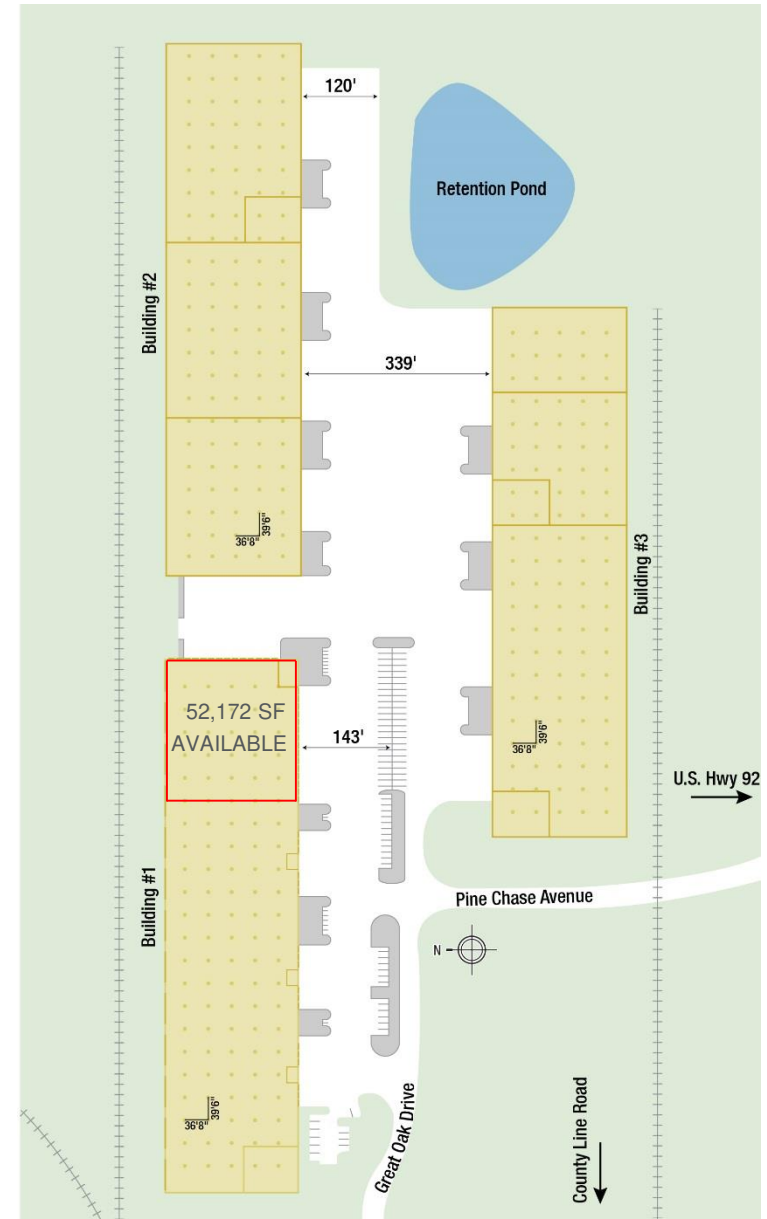 120'
Retention Pond
Building #2
339'
36'8"
39'6"
Building #3
52,172 SF
AVAILABLE
143'
36'8"
39'6"
U.S. Hwy 92
Building #1
Pine Chase Avenue
N
36'8"
39'6"
Great Oak Drive
County Line Road